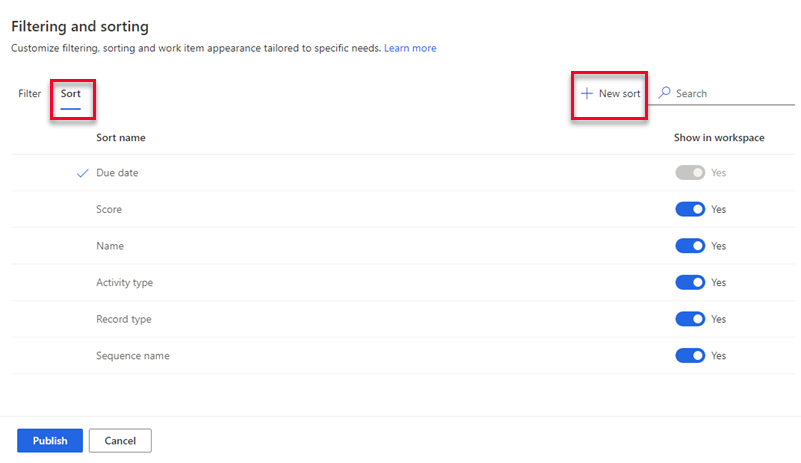 Filtering and sorting
Customize filtering, sorting and work item appearance tailored to specific needs. Learn more
Filter Sort New sort Search
Sort name Show in workspace
Due date Yes
Score Yes
Name Yes
Activity type Yes
Record type Yes
Sequence name Yes
Publish Cancel